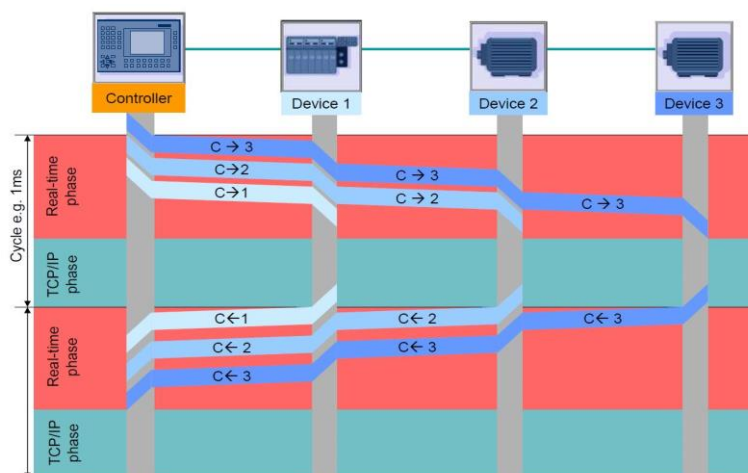 Controller
Device 1
Device 2
Device 3
Cycle e.g. 1ms
Real-time
phase
C → 3
C→2
C→1
C → 3
C → 2
C → 3
TCP/IP
phase
Real-time
phase
C← 1
C← 2
C← 3
C← 2
C← 3
C← 3
TCP/IP
phase